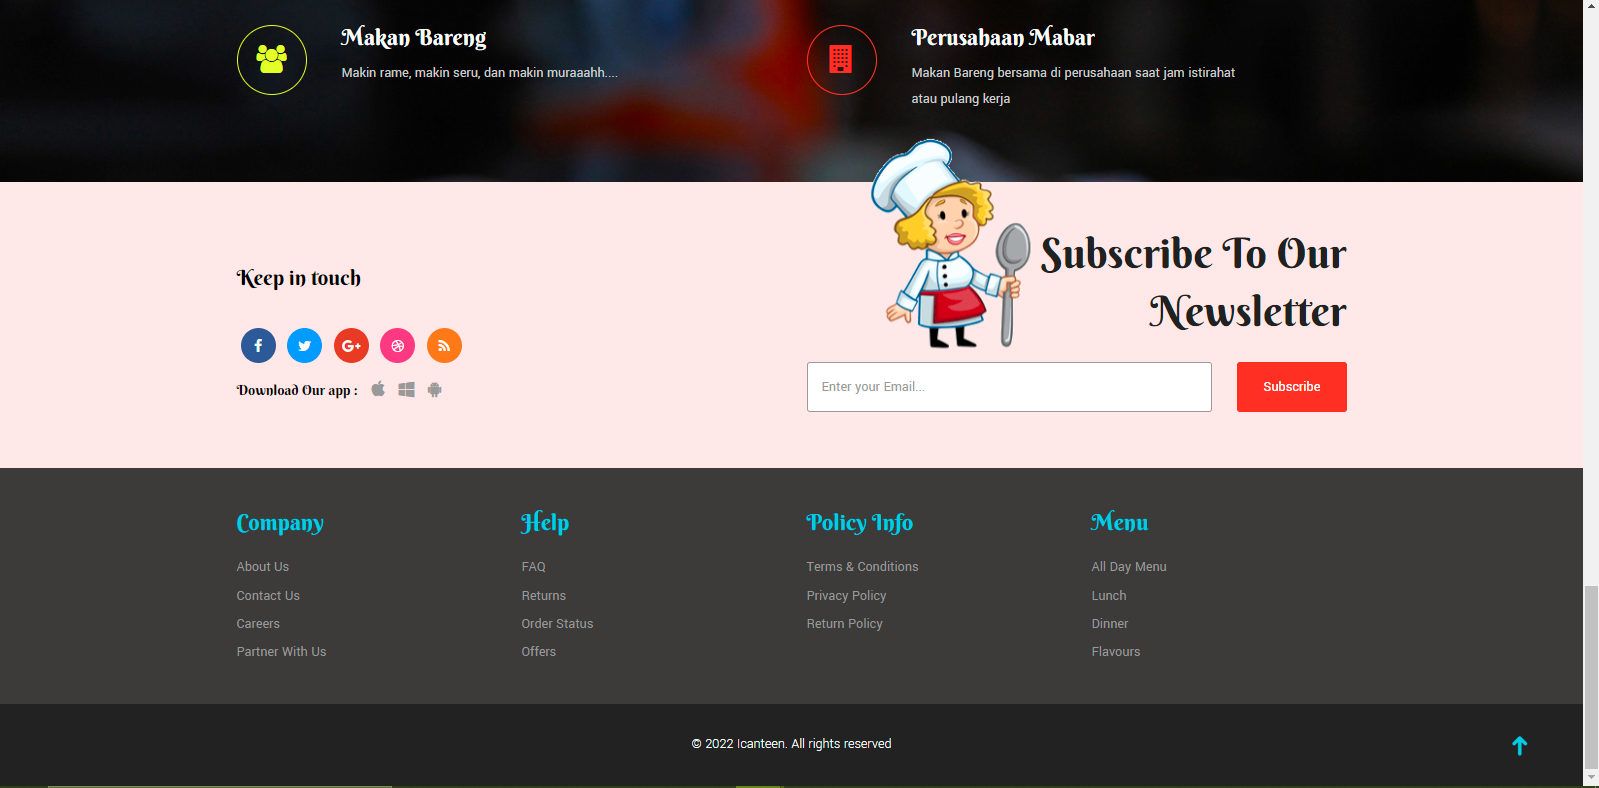 Makan Bareng
Makin rame, makin seru, dan makin muraaahh....
Perusahaan Mabar
Makan Bareng bersama di perusahaan saat jam istirahat
atau pulang kerja
Keep in touch
Download Our app :
Subscribe To Our
Newsletter
Enter your Email...
Subscribe
Company
About Us
Contact Us
Careers
Partner With Us
Help
FAQ
Returns
Order Status
Offers
Policy Info
Terms & Conditions
Privacy Policy
Return Policy
Menu
All Day Menu
Lunch
Dinner
Flavours
© 2022 Icanteen. All rights reserved